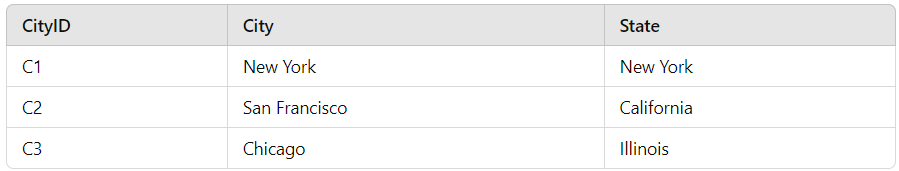 CityID City State
C1 New York New York
C2 San Francisco California
C3 Chicago Illinois